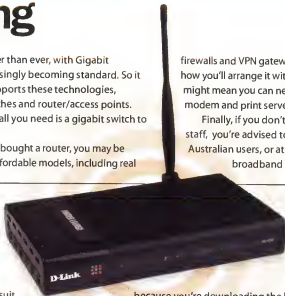 ng
r than ever, with Gigabit
singly becoming standard. So it
pports these technologies,
ches and router/access points.
all you need is a gigabit switch to
bought a router, you may be
fordable models, including real
firewalls and VPN gatew
how you'll arrange it wit
might mean you can ne
modem and print serve
Finally, if you don't
staff, you're advised to
Australian users, or at
broadband
D-Link
suit
because you're downloading the l